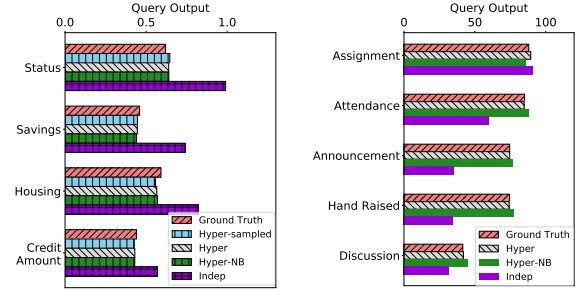 Query Output
0.0 0.5 1.0
Status
Savings
Housing
Credit
Amount
Ground Truth
Hyper-sampled
Hyper
Hyper-NB
Indep
Query Output
0 50 100
Assignment
Attendance
Announcement
Hand Raised
Discussion
Ground Truth
Hyper
Hyper-NB
Indep